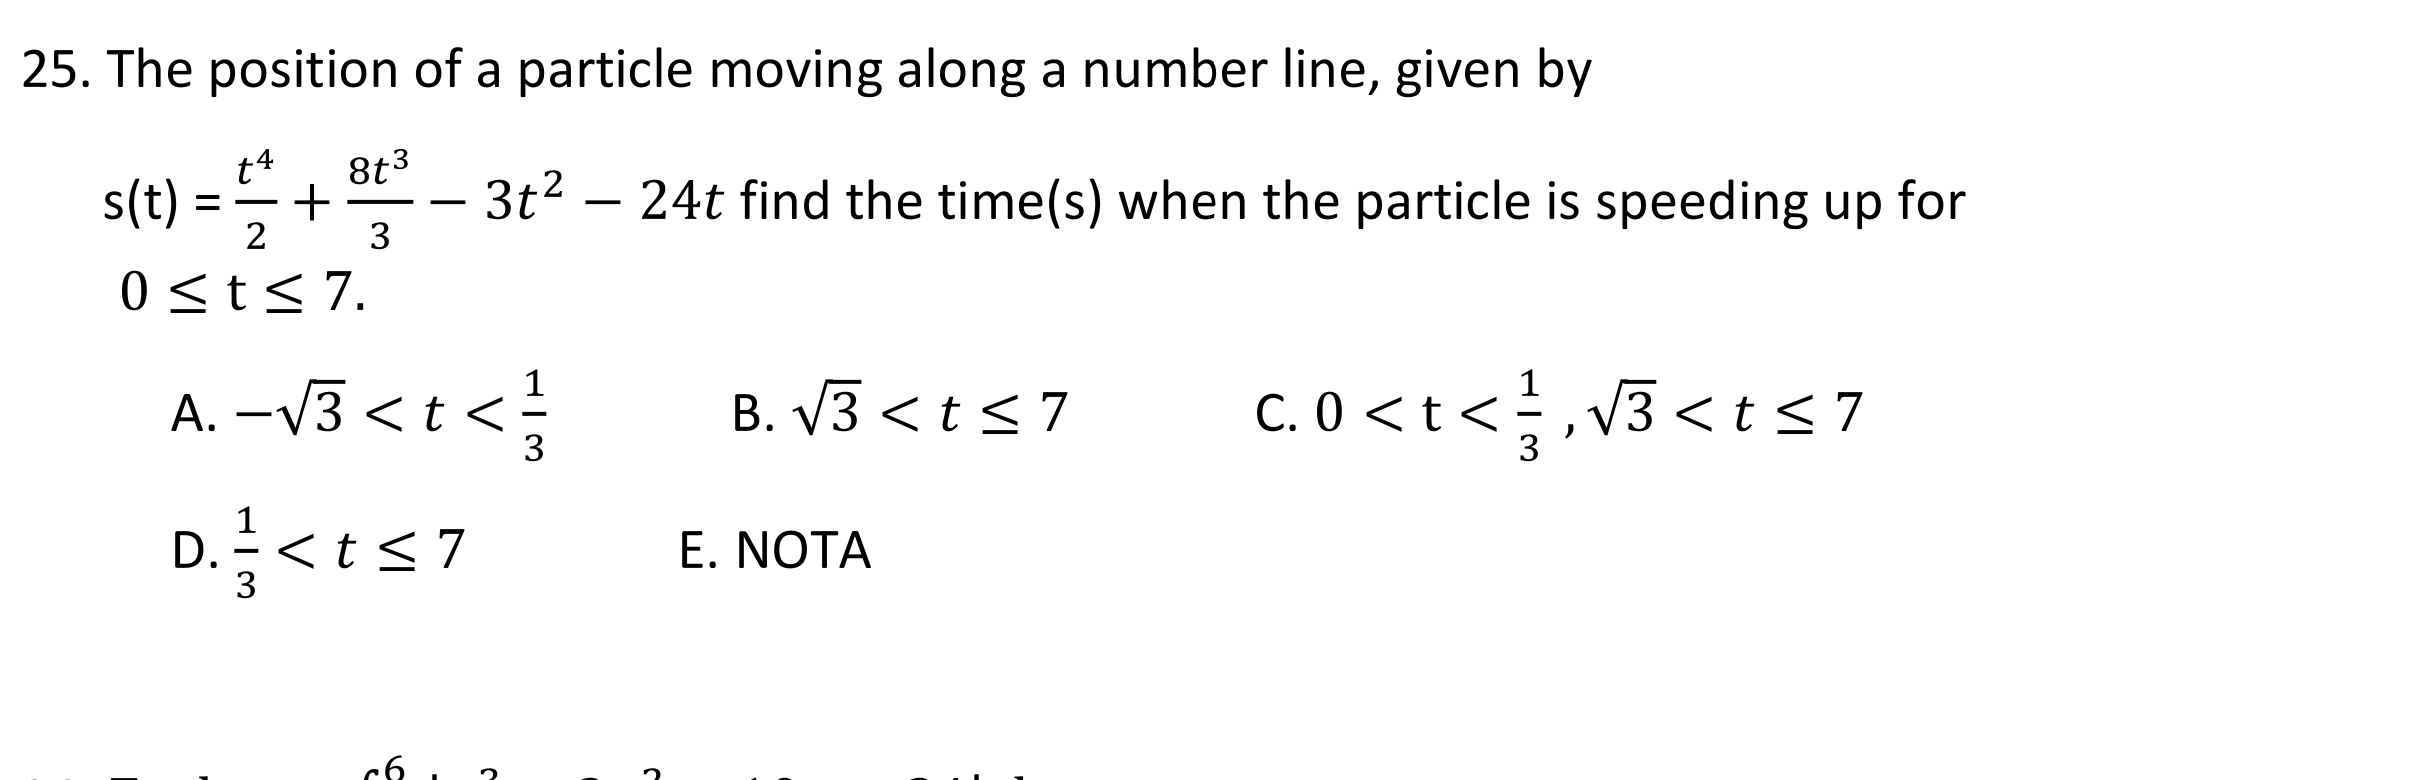 25. The position of a particle moving along a number line, given by
s(t) = t⁴/2 + 8t³/3 − 3t² − 24t find the time(s) when the particle is speeding up for
0 ≤ t ≤ 7.
A. −√3 < t < 1/3 B. √3 < t ≤ 7 C. 0 < t < 1/3 , √3 < t ≤ 7
D. 1/3 < t ≤ 7 E. NOTA